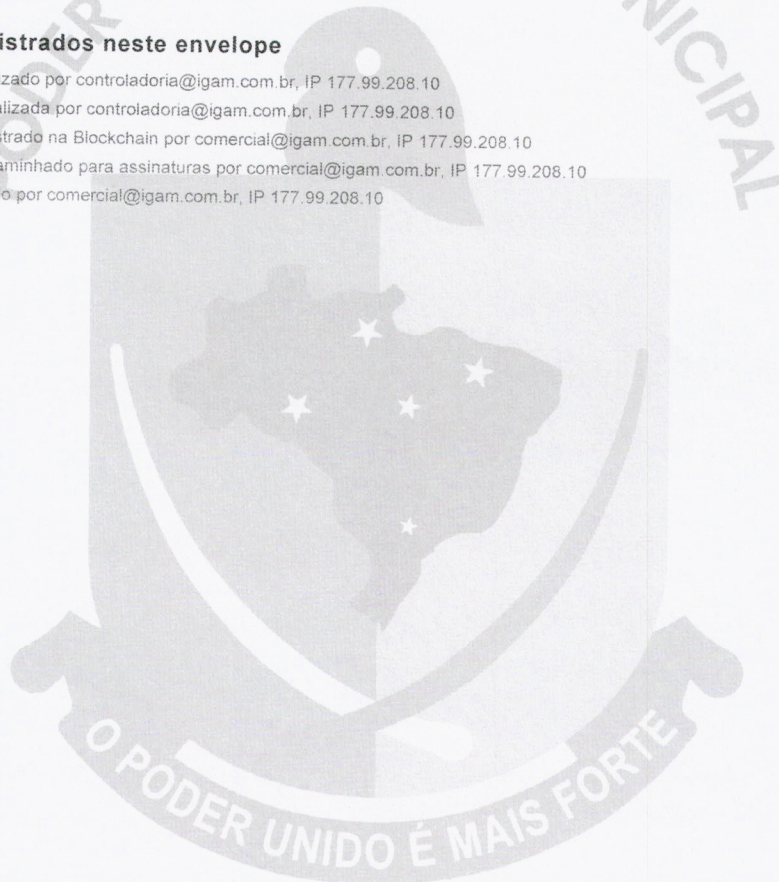 PODER
NICIPAL
istrados neste envelope
zado por controladoria@igam.com.br, IP 177.99.208.10
lizada por controladoria@igam.com.br, IP 177.99.208.10
strado na Blockchain por comercial@igam.com.br, IP 177.99.208.10
aminhado para assinaturas por comercial@igam.com.br, IP 177.99.208.10
o por comercial@igam.com.br, IP 177.99.208.10
O PODER UNIDO É MAIS FORTE